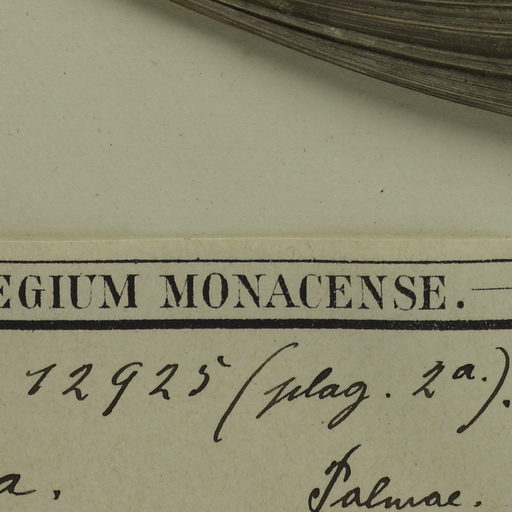 EGIUM MONACENSE.
12925 (plag. 2a.).
a.
Palmae.